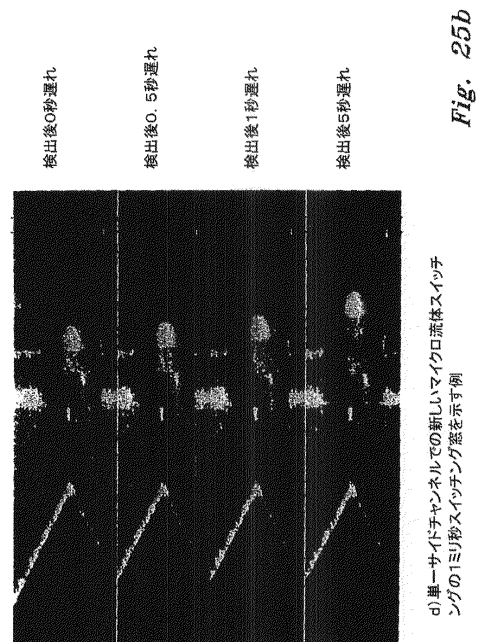 検出後0秒遅れ
検出後0. 5秒遅れ
検出後1秒遅れ
検出後5秒遅れ
d)単一サイドチャンネルでの新しいマイクロ流体スイッチ
ングの1ミリ秒スイッチング窓を示す例
Fig. 25b